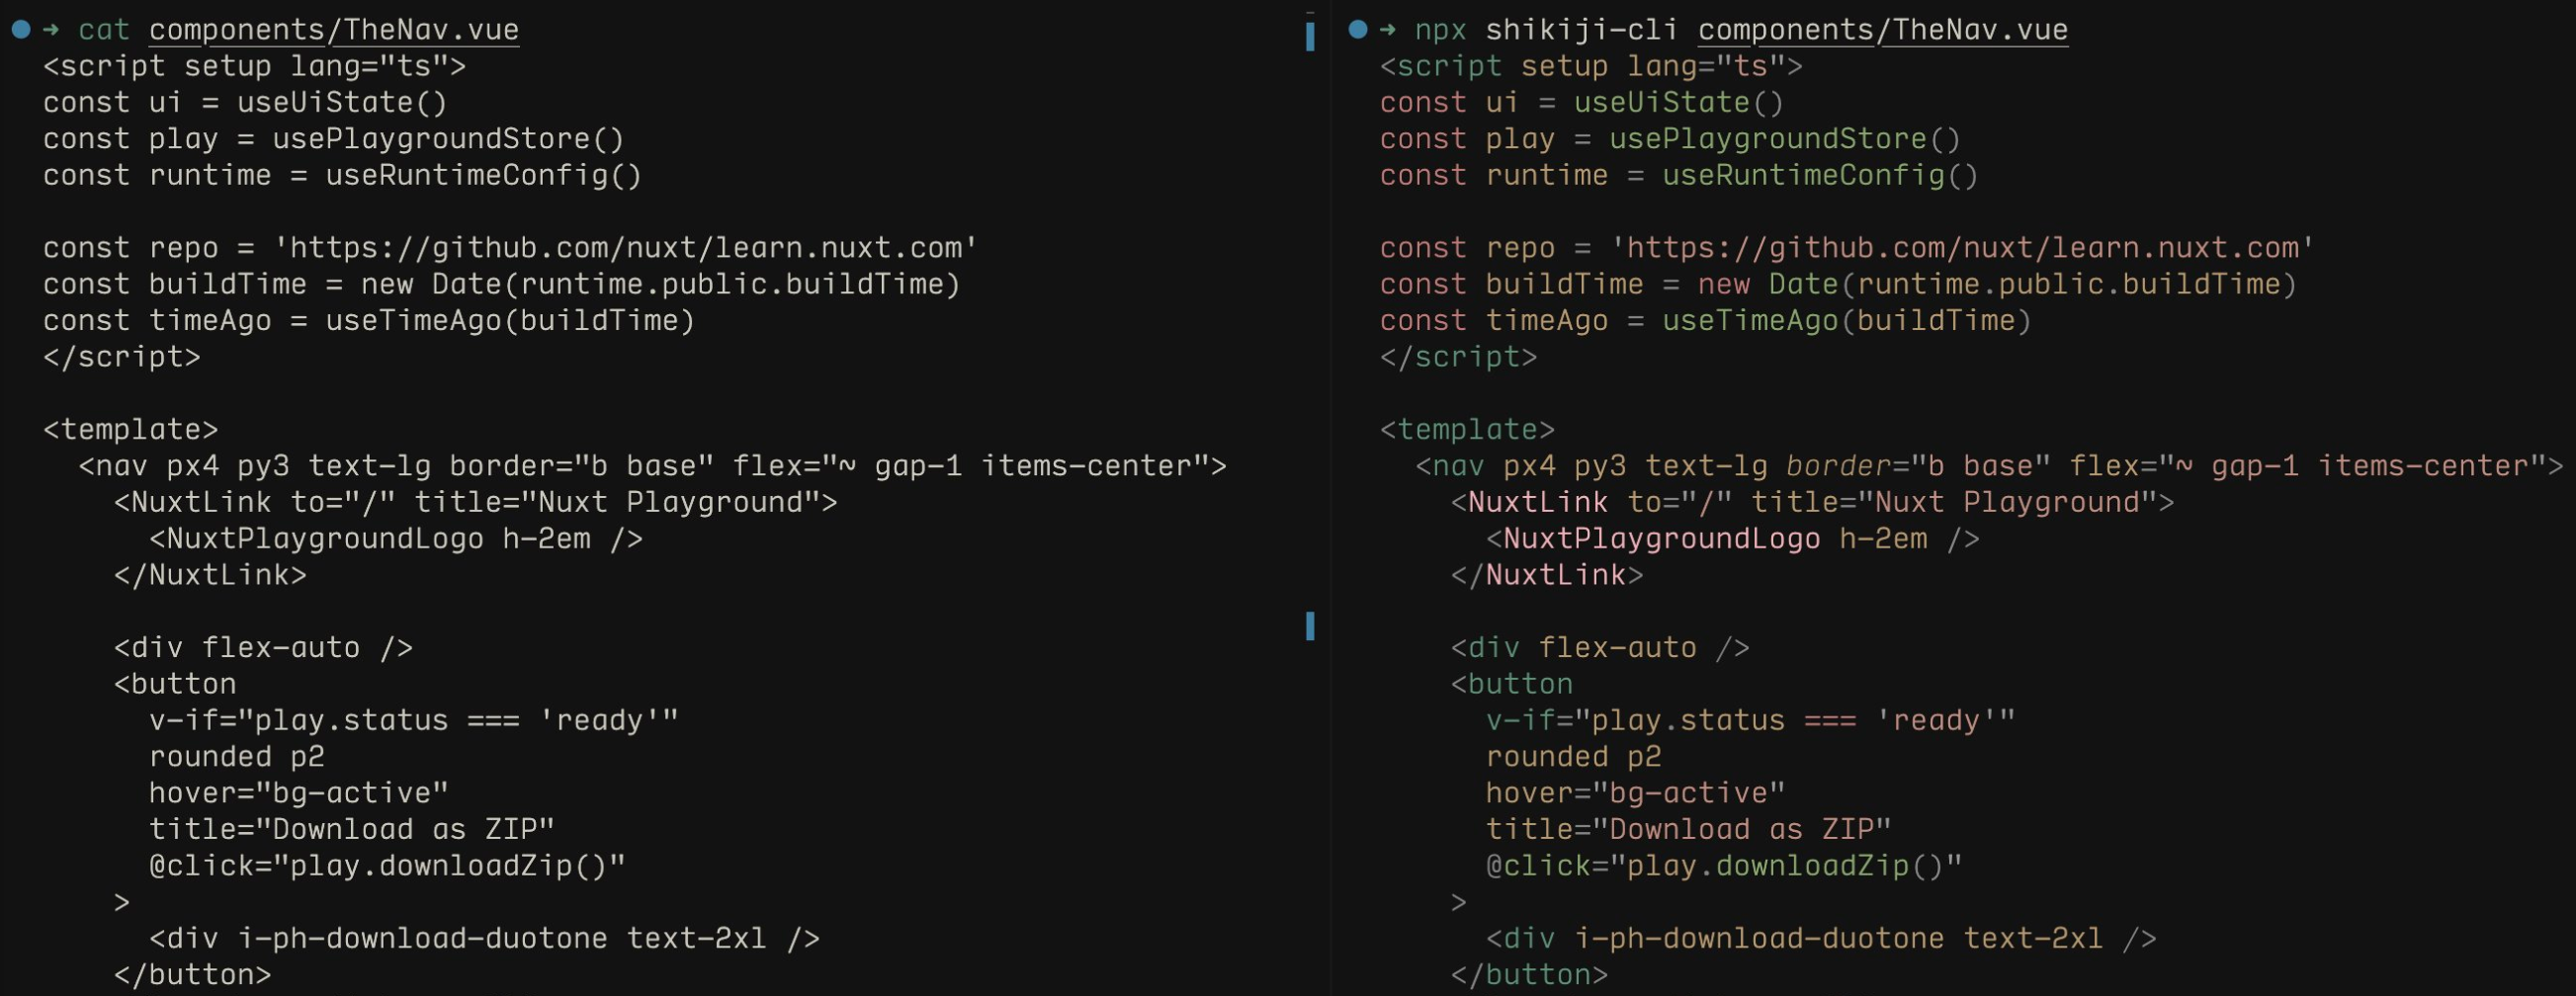 ➜ cat components/TheNav.vue
<script setup lang="ts">
const ui = useUiState()
const play = usePlaygroundStore()
const runtime = useRuntimeConfig()

const repo = 'https://github.com/nuxt/learn.nuxt.com'
const buildTime = new Date(runtime.public.buildTime)
const timeAgo = useTimeAgo(buildTime)
</script>

<template>
  <nav px4 py3 text-lg border="b base" flex="~ gap-1 items-center">
    <NuxtLink to="/" title="Nuxt Playground">
      <NuxtPlaygroundLogo h-2em />
    </NuxtLink>

    <div flex-auto />
    <button
      v-if="play.status === 'ready'"
      rounded p2
      hover="bg-active"
      title="Download as ZIP"
      @click="play.downloadZip()"
    >
      <div i-ph-download-duotone text-2xl />
    </button>
➜ npx shikiji-cli components/TheNav.vue
<script setup lang="ts">
const ui = useUiState()
const play = usePlaygroundStore()
const runtime = useRuntimeConfig()

const repo = 'https://github.com/nuxt/learn.nuxt.com'
const buildTime = new Date(runtime.public.buildTime)
const timeAgo = useTimeAgo(buildTime)
</script>

<template>
  <nav px4 py3 text-lg border="b base" flex="~ gap-1 items-center">
    <NuxtLink to="/" title="Nuxt Playground">
      <NuxtPlaygroundLogo h-2em />
    </NuxtLink>

    <div flex-auto />
    <button
      v-if="play.status === 'ready'"
      rounded p2
      hover="bg-active"
      title="Download as ZIP"
      @click="play.downloadZip()"
    >
      <div i-ph-download-duotone text-2xl />
    </button>